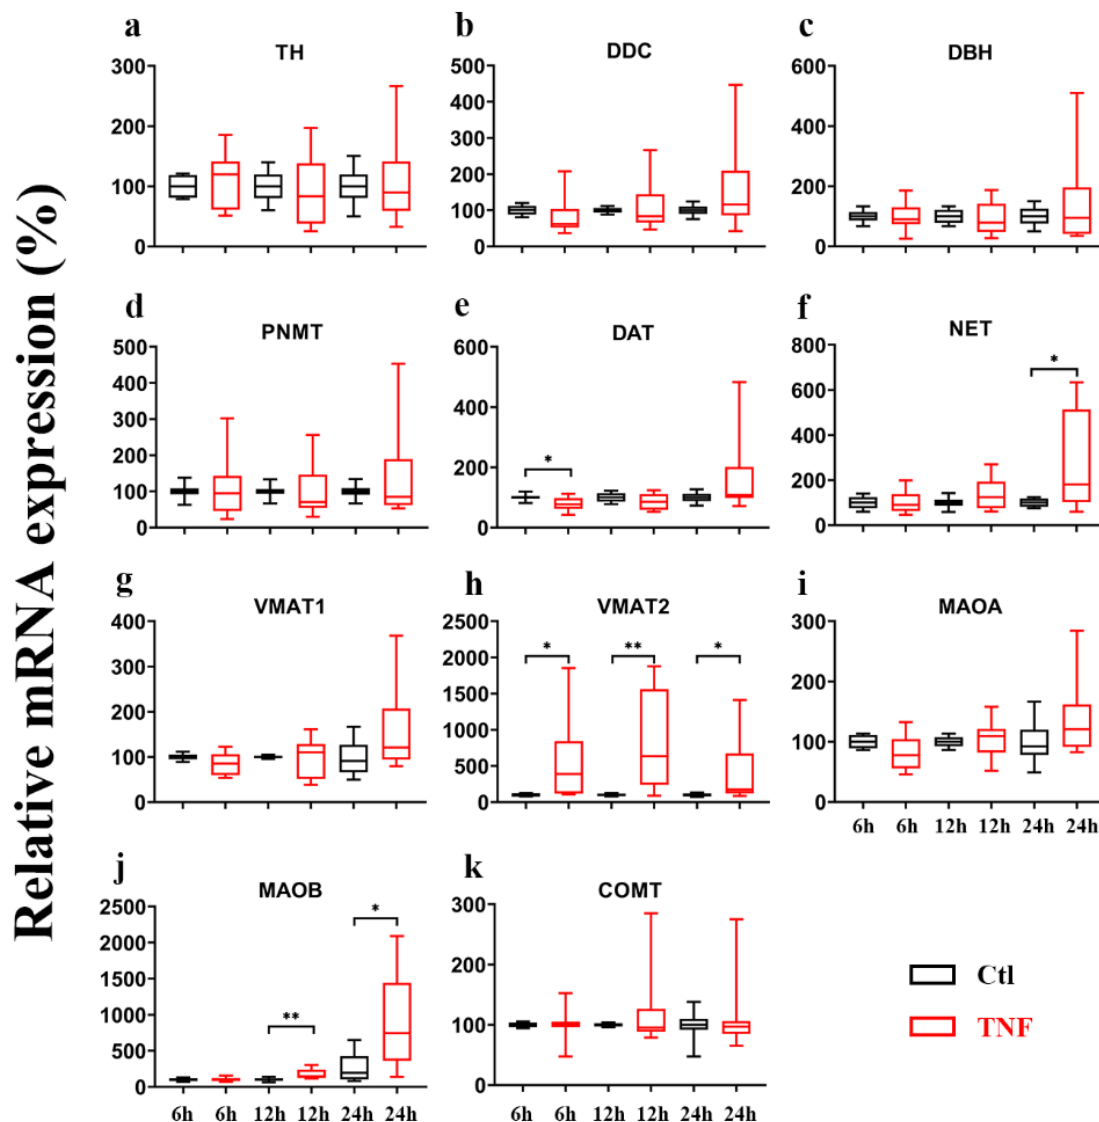 Relative mRNA expression (%)
a
TH
300
200
100
0
b
DDC
500
400
300
200
100
0
c
DBH
600
400
200
0
d
PNMT
500
400
300
200
100
0
e
DAT
600
400
200
0
*
f
NET
800
600
400
200
0
*
g
VMAT1
400
300
200
100
0
h
VMAT2
2500
2000
1500
1000
500
0
* ** *
i
MAOA
300
200
100
0
6h 6h 12h 12h 24h 24h
j
MAOB
2500
2000
1500
1000
500
0
** *
6h 6h 12h 12h 24h 24h
k
COMT
300
200
100
0
6h 6h 12h 12h 24h 24h
Ctl
TNF